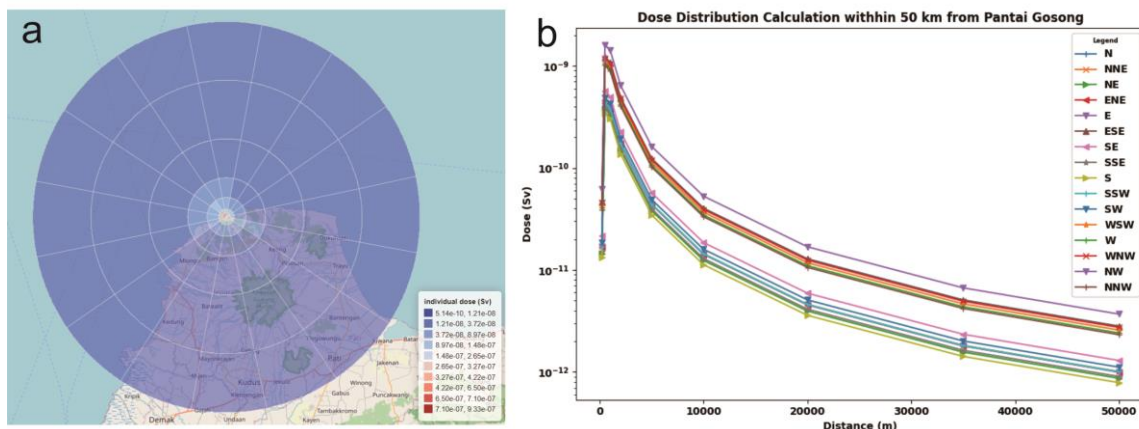 a
individual dose (Sv)
5.14e-10, 1.21e-08
1.21e-08, 3.72e-08
3.72e-08, 8.97e-08
8.97e-08, 1.48e-07
1.48e-07, 2.65e-07
2.65e-07, 3.27e-07
3.27e-07, 4.22e-07
4.22e-07, 6.50e-07
6.50e-07, 7.10e-07
7.10e-07, 9.33e-07
Pati
Kudus
Demak
Jakenan
Winong
Gabus
Puncakwangi
Tambakkromo
Undaan
b
Dose Distribution Calculation withhin 50 km from Pantai Gosong
Dose (Sv)
10⁻⁹
10⁻¹⁰
10⁻¹¹
10⁻¹²
0
10000
20000
30000
40000
50000
Distance (m)
Legend
N
NNE
NE
ENE
E
ESE
SE
SSE
S
SSW
SW
WSW
W
WNW
NW
NNW